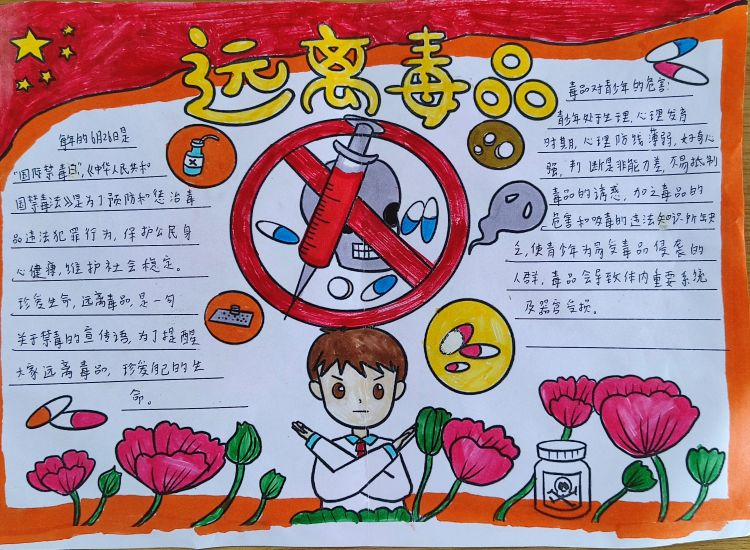 远离毒品
每年的6月26日是
"国际禁毒日",《中华人民共和
国禁毒法》是为了预防和惩治毒
品违法犯罪行为,保护公民身
心健康,维护社会稳定。
珍爱生命,远离毒品,是一句
关于禁毒的宣传语,为了提醒
大家远离毒品,珍爱自己的生
命。
毒品对青少年的危害:
青少年处于生理,心理发育
时期,心理防线薄弱,好奇心
强,判断是非能力差,不易抵制
毒品的诱惑,加之毒品的
危害和吸毒的违法知识所缺
乏,使青少年为易受毒品侵袭的
人群,毒品会导致体内重要系统
及器官受损。